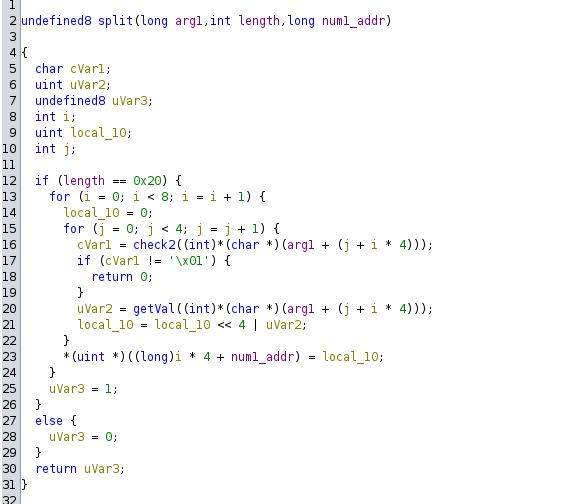 1
2 undefined8 split(long arg1,int length,long num1_addr)
3
4 {
5 char cVar1;
6 uint uVar2;
7 undefined8 uVar3;
8 int i;
9 uint local_10;
10 int j;
11
12 if (length == 0x20) {
13 for (i = 0; i < 8; i = i + 1) {
14 local_10 = 0;
15 for (j = 0; j < 4; j = j + 1) {
16 cVar1 = check2((int)*(char *)(arg1 + (j + i * 4)));
17 if (cVar1 != '\x01') {
18 return 0;
19 }
20 uVar2 = getVal((int)*(char *)(arg1 + (j + i * 4)));
21 local_10 = local_10 << 4 | uVar2;
22 }
23 *(uint *)((long)i * 4 + num1_addr) = local_10;
24 }
25 uVar3 = 1;
26 }
27 else {
28 uVar3 = 0;
29 }
30 return uVar3;
31 }
32